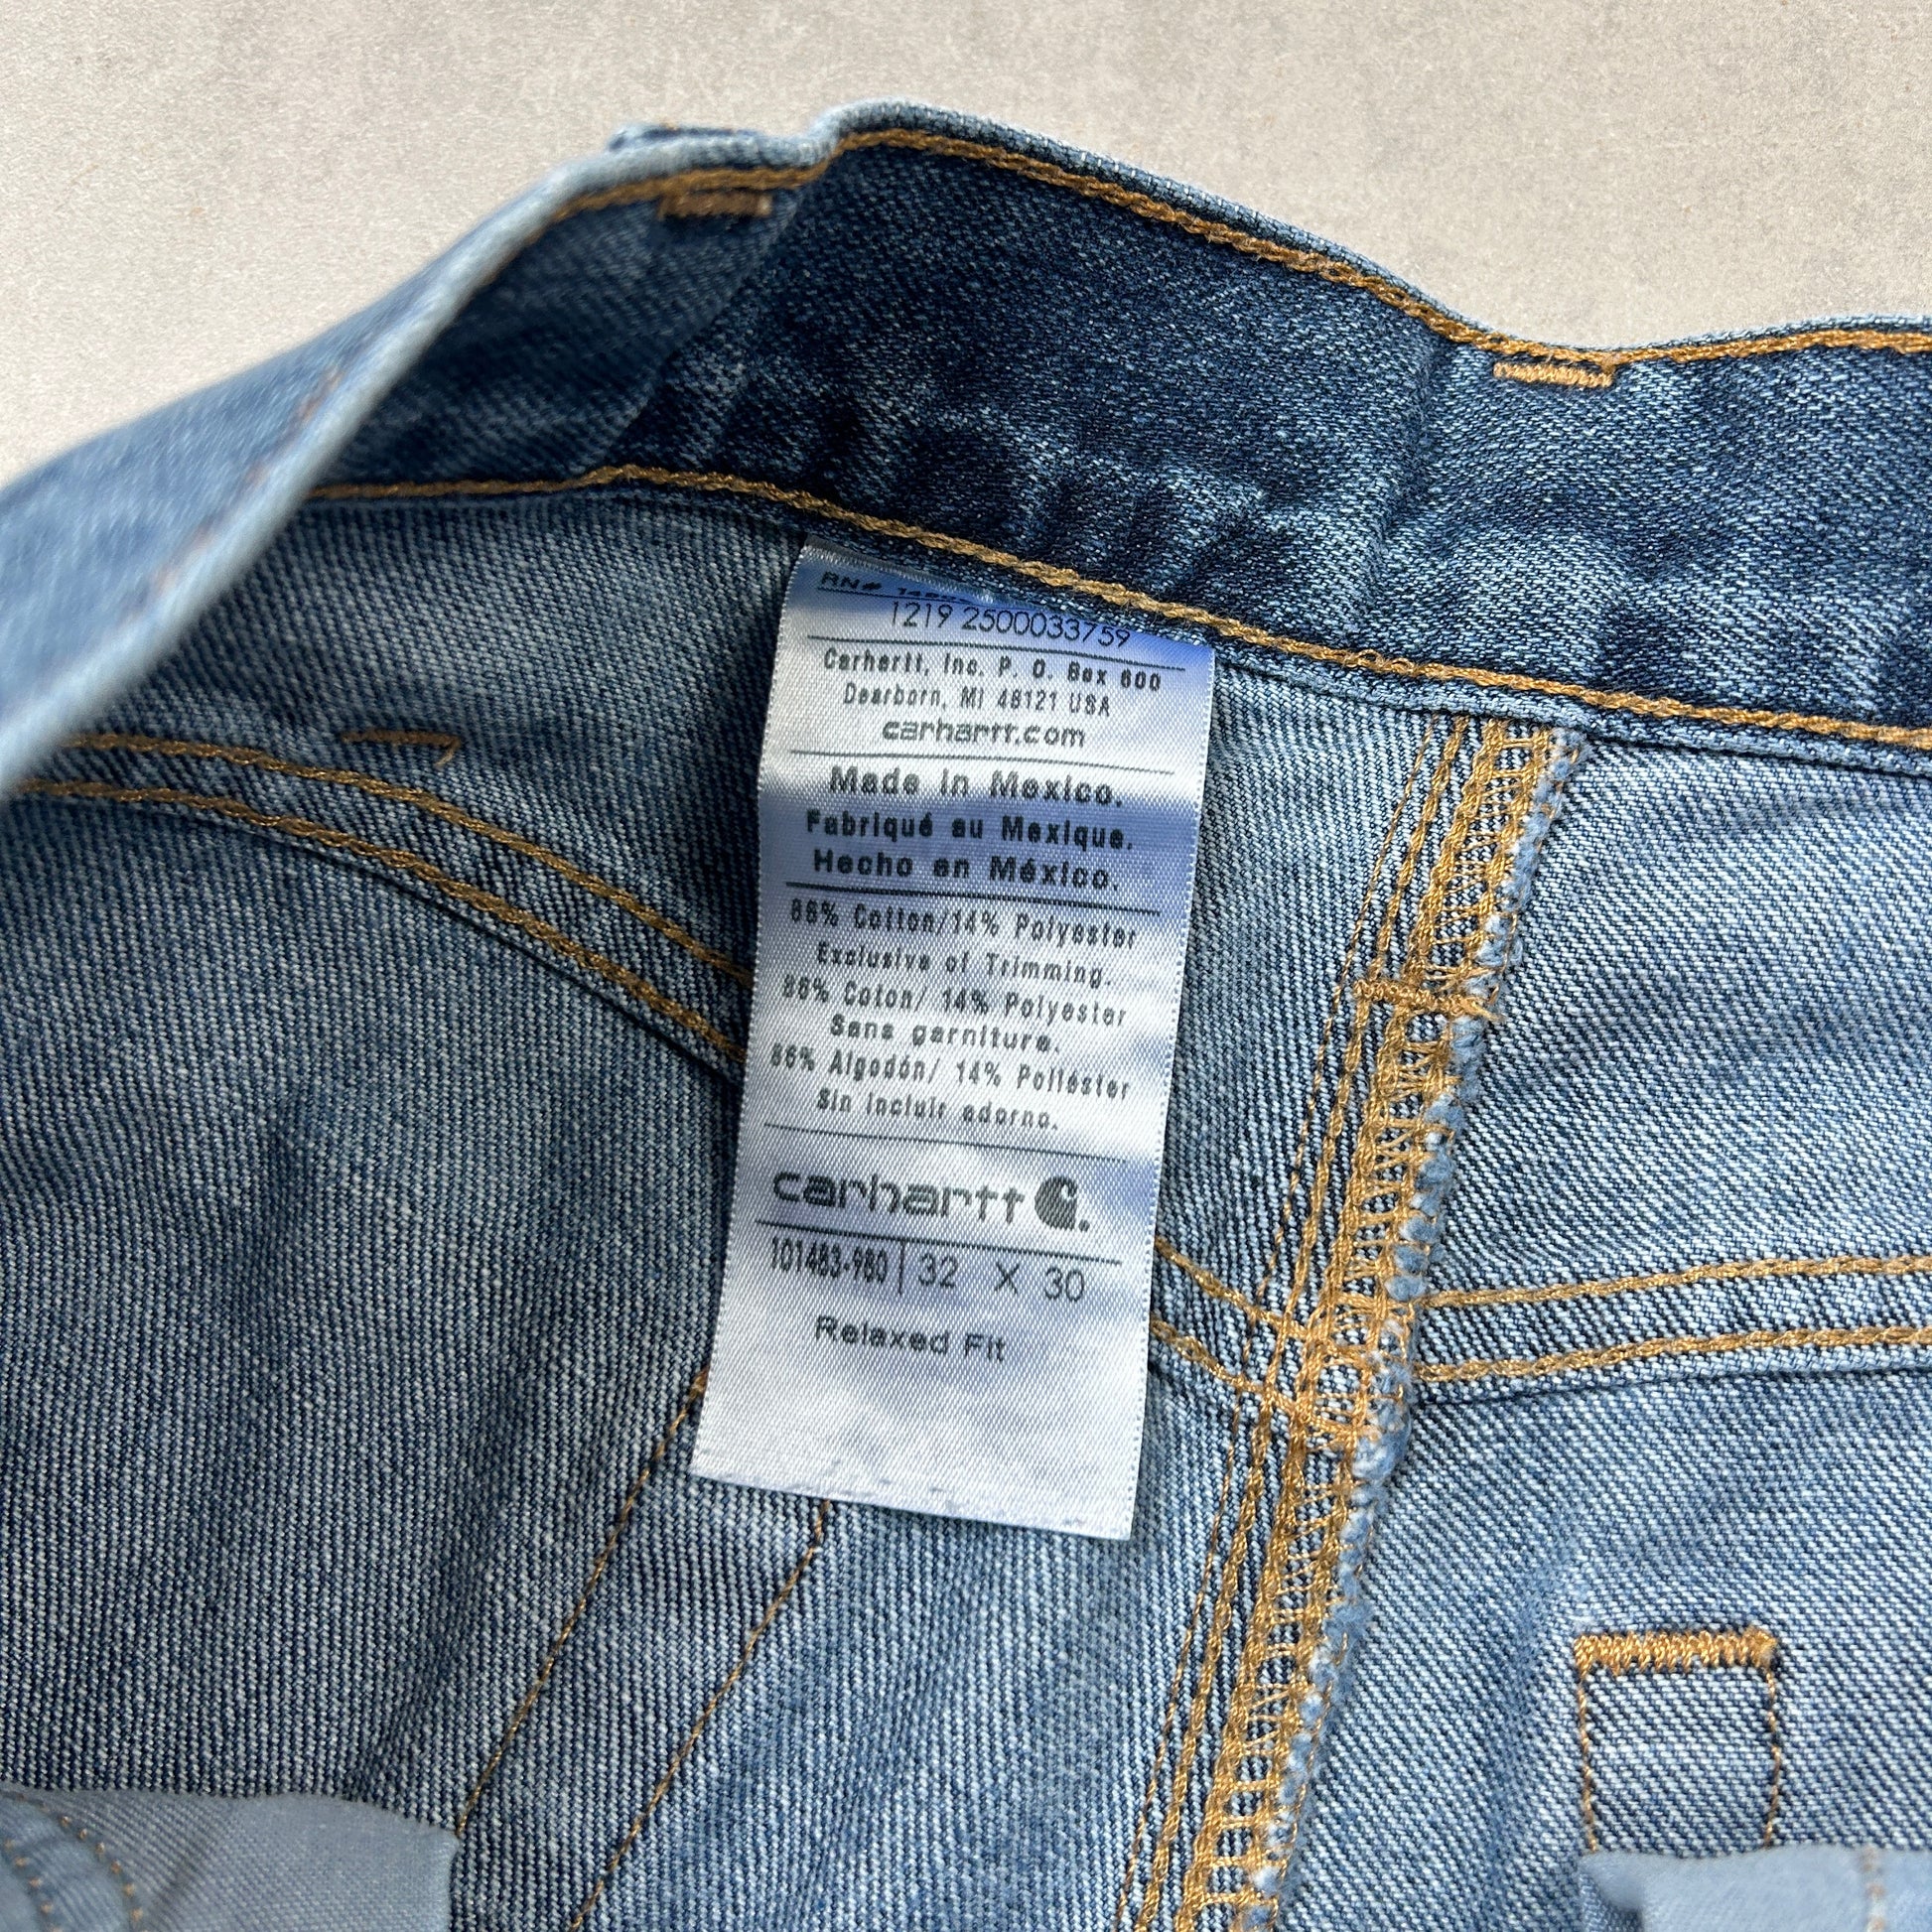 RN#
1219 2500033759
Carhartt, Inc. P. O. Box 600
Dearborn, MI 48121 USA
carhartt.com
Made in Mexico.
Fabriqué au Mexique.
Hecho en México.
86% Cotton/14% Polyester
Exclusive of Trimming.
86% Coton/ 14% Polyester
Sans garniture.
86% Algodón/ 14% Poliéster
Sin incluir adorno.
carhartt
101483-980 | 32 X 30
Relaxed Fit